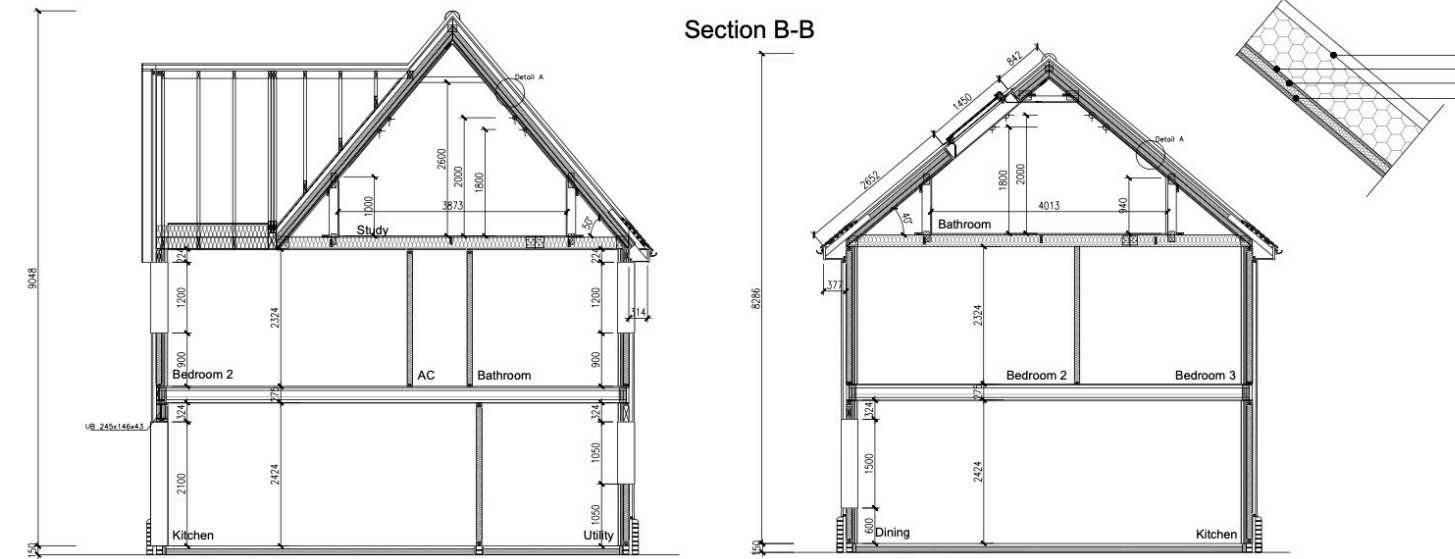 Section B-B
9048
150
Detail A
2600
2000
1800
1000
3873
50°
Study
224
1200
900
2324
224
1200
314
900
Bedroom 2
AC
Bathroom
275
324
324
UB 245x146x43
2100
2424
1050
1050
Kitchen
Utility
8286
150
842
1450
2652
Detail A
1800
2000
940
40°
4013
Bathroom
377
2324
Bedroom 2
Bedroom 3
275
324
1500
2424
600
Dining
Kitchen